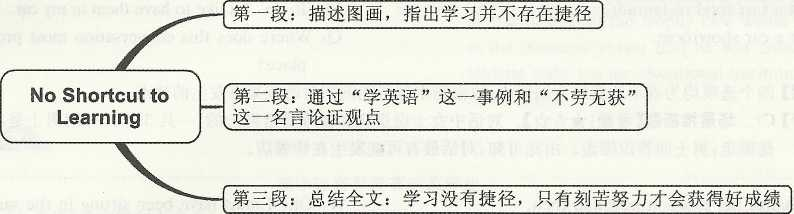 第一段：描述图画，指出学习并不存在捷径
No Shortcut to
Learning
第二段：通过“学英语”这一事例和“不劳无获”
这一名言论证观点
第三段：总结全文：学习没有捷径，只有刻苦努力才会获得好成绩